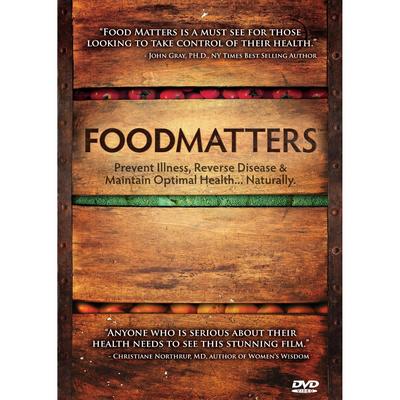 "FOOD MATTERS IS A MUST SEE FOR THOSE
LOOKING TO TAKE CONTROL OF THEIR HEALTH."
- JOHN GRAY, PH.D., NY TIMES BEST SELLING AUTHOR
FOODMATTERS
Prevent Illness, Reverse Disease &
Maintain Optimal Health... Naturally.
"ANYONE WHO IS SERIOUS ABOUT THEIR
HEALTH NEEDS TO SEE THIS STUNNING FILM."
- CHRISTIANE NORTHRUP, MD, AUTHOR OF WOMEN'S WISDOM
DVD
VIDEO